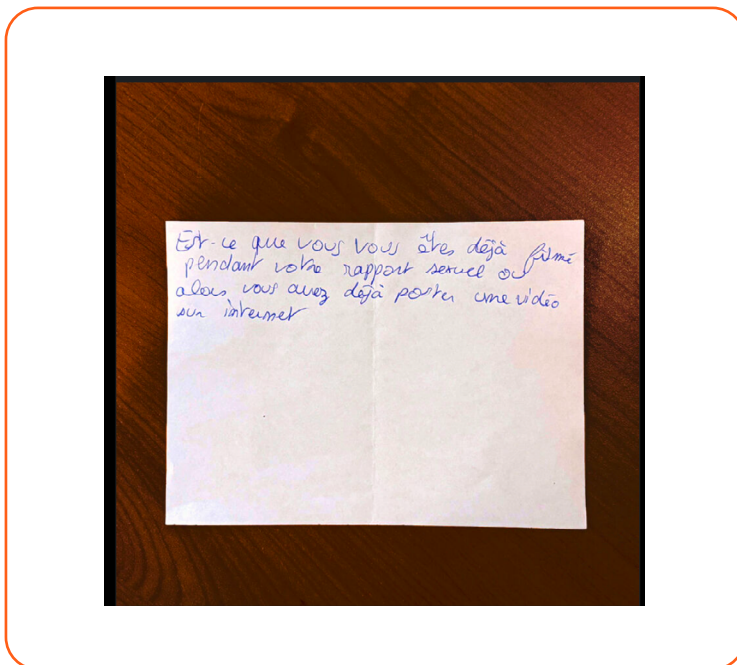 Est-ce que vous vous êtes déjà filmé
pendant votre rapport sexuel ou
alors vous avez déjà poster une vidéo
sur internet